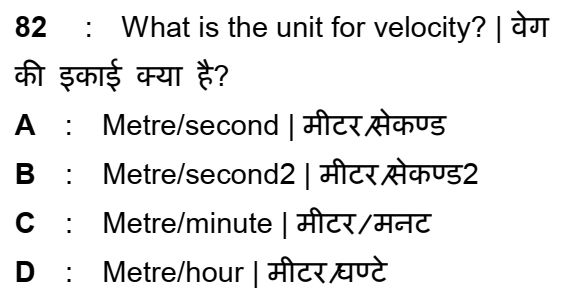 82 : What is the unit for velocity? | वेग
की इकाई क्या है?
A : Metre/second | मीटर/सेकण्ड
B : Metre/second2 | मीटर/सेकण्ड2
C : Metre/minute | मीटर/मनट
D : Metre/hour | मीटर/घण्टे